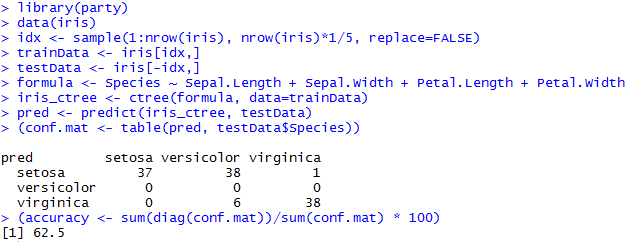 > library(party)
> data(iris)
> idx <- sample(1:nrow(iris), nrow(iris)*1/5, replace=FALSE)
> trainData <- iris[idx,]
> testData <- iris[-idx,]
> formula <- Species ~ Sepal.Length + Sepal.Width + Petal.Length + Petal.Width
> iris_ctree <- ctree(formula, data=trainData)
> pred <- predict(iris_ctree, testData)
> (conf.mat <- table(pred, testData$Species))
pred         setosa versicolor virginica
  setosa         37         38         1
  versicolor      0          0         0
  virginica       0          6        38
> (accuracy <- sum(diag(conf.mat))/sum(conf.mat) * 100)
[1] 62.5